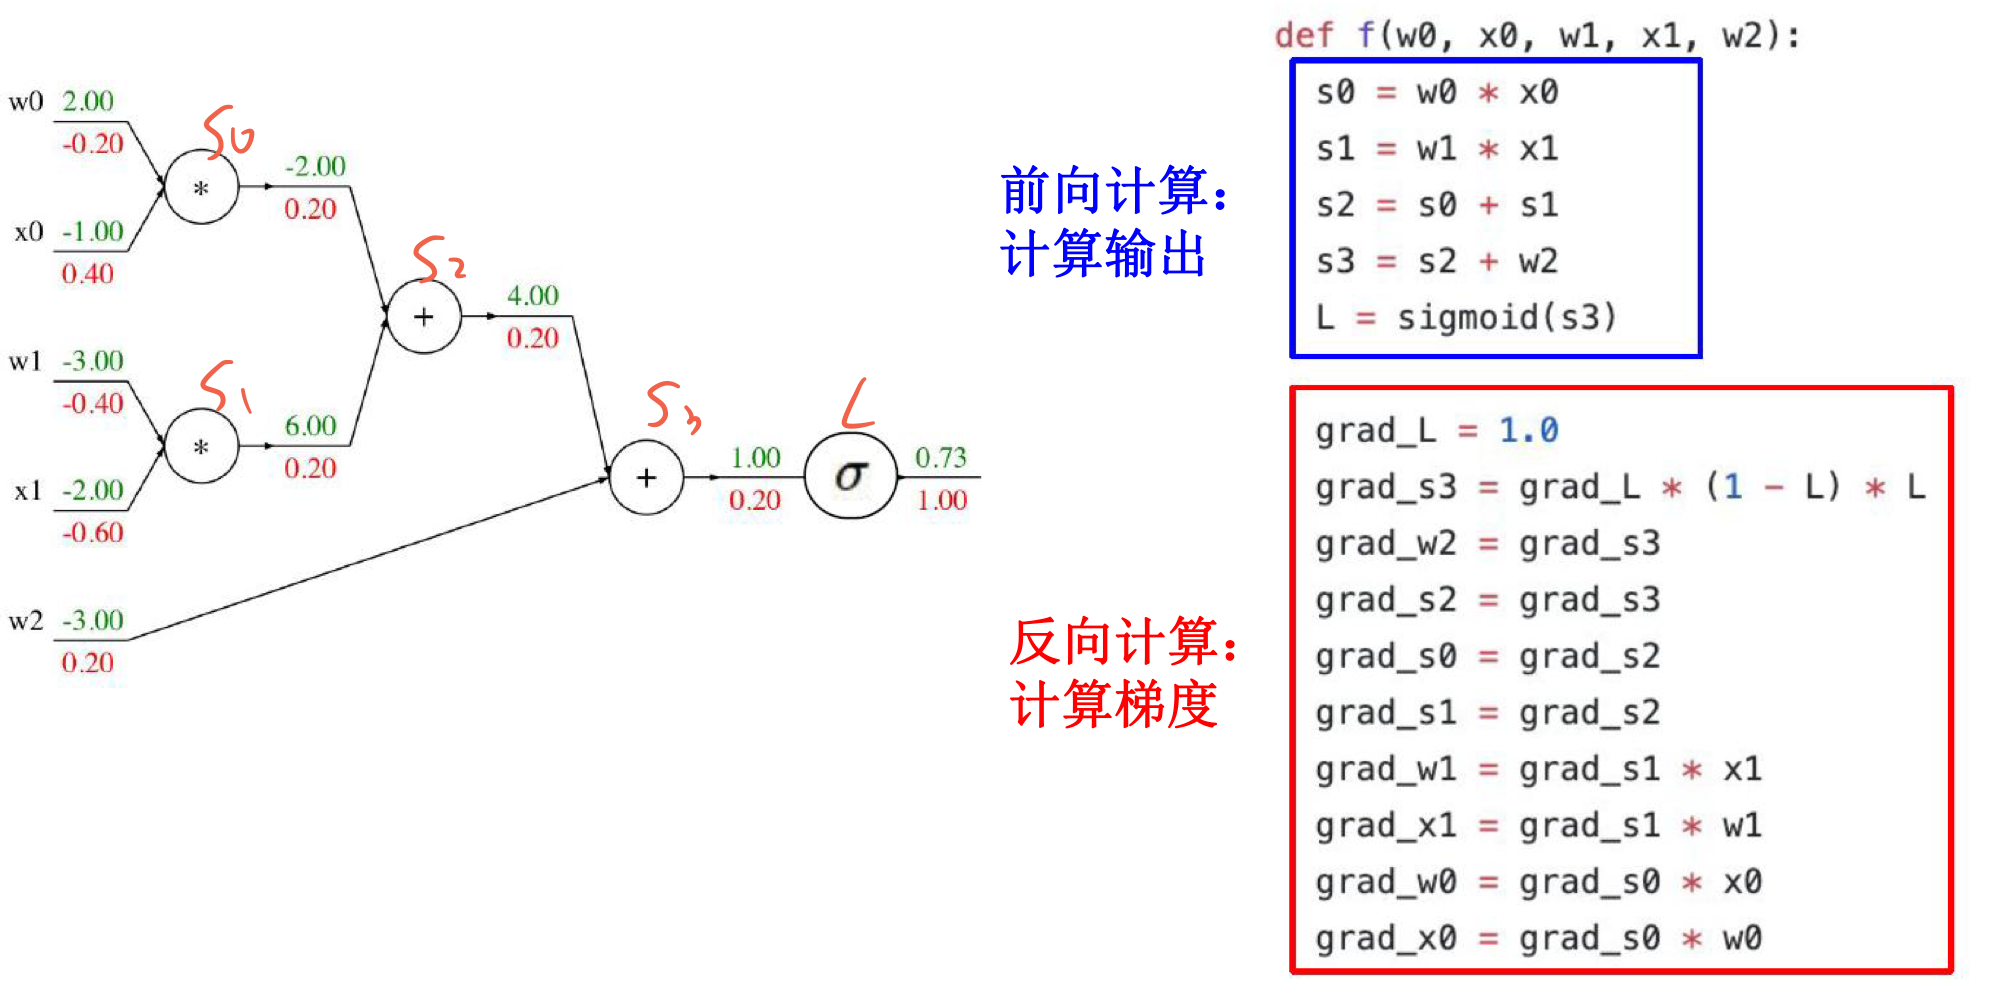 w0 2.00
-0.20
S0
*
-2.00
0.20
x0 -1.00
0.40
S2
+
4.00
0.20
w1 -3.00
-0.40
S1
*
6.00
0.20
x1 -2.00
-0.60
S3
+
1.00
0.20
L
σ
0.73
1.00
w2 -3.00
0.20
前向计算：
计算输出
def f(w0, x0, w1, x1, w2):
s0 = w0 * x0
s1 = w1 * x1
s2 = s0 + s1
s3 = s2 + w2
L = sigmoid(s3)
反向计算：
计算梯度
grad_L = 1.0
grad_s3 = grad_L * (1 - L) * L
grad_w2 = grad_s3
grad_s2 = grad_s3
grad_s0 = grad_s2
grad_s1 = grad_s2
grad_w1 = grad_s1 * x1
grad_x1 = grad_s1 * w1
grad_w0 = grad_s0 * x0
grad_x0 = grad_s0 * w0